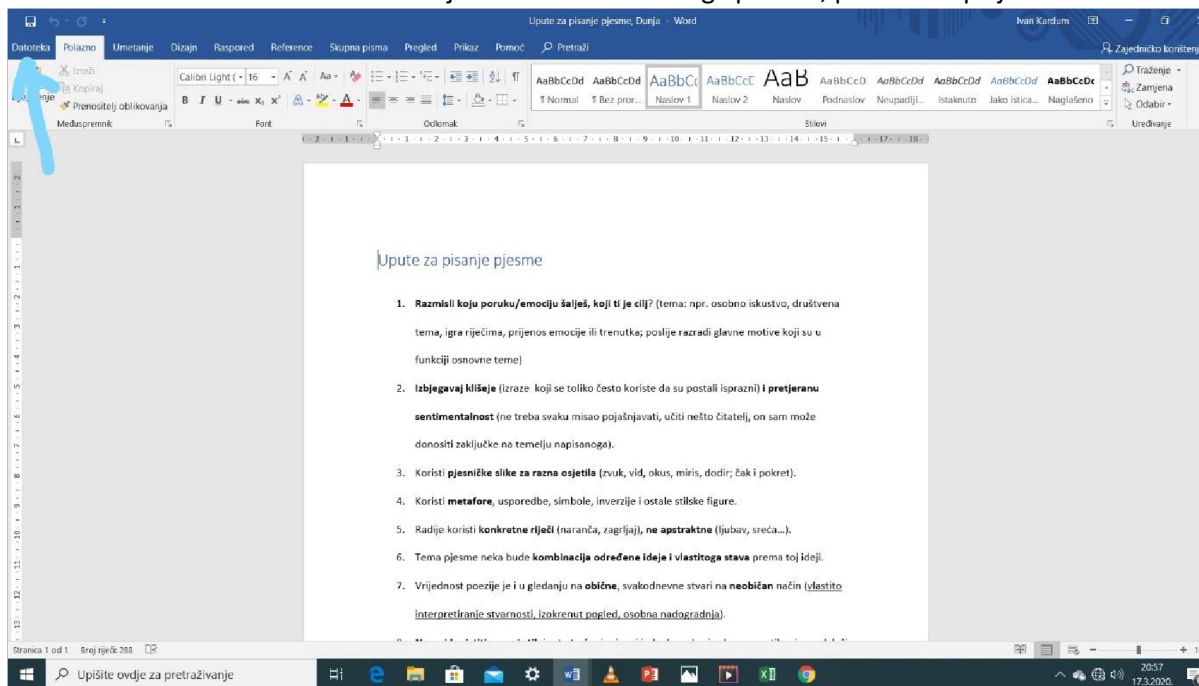 Upute za pisanje pjesme, Dunja - Word
Ivan Kardum
Datoteka Polazno Umetanje Dizajn Raspored Reference Skupna pisma Pregled Prikaz Pomoć Pretraži
Zajedničko korištenj
Izreži
Kopiraj
Prenositelj oblikovanja
Calibri Light ( 16
AaBbCcDd AaBbCcDd AaBbCc AaBbCcE AaB AaBbCcD AaBbCcDd AaBbCcDd AaBbCcDd AaBbCcDc
¶ Normal ¶ Bez pror... Naslov 1 Naslov 2 Naslov Podnaslov Neupadlji... Istaknuto Jako istica... Naglašeno
Traženje
Zamjena
Odabir
Međuspremnik Font Odlomak Stilovi Uređivanje
Upute za pisanje pjesme
1. Razmisli koju poruku/emociju šalješ, koji ti je cilj? (tema: npr. osobno iskustvo, društvena
tema, igra riječima, prijenos emocije ili trenutka; poslije razradi glavne motive koji su u
funkciji osnovne teme)
2. Izbjegavaj klišeje (izraze koji se toliko često koriste da su postali isprazni) i pretjeranu
sentimentalnost (ne treba svaku misao pojašnjavati, učiti nešto čitatelj, on sam može
donositi zaključke na temelju napisanoga).
3. Koristi pjesničke slike za razna osjetila (zvuk, vid, okus, miris, dodir; čak i pokret).
4. Koristi metafore, usporedbe, simbole, inverzije i ostale stilske figure.
5. Radije koristi konkretne riječi (naranča, zagrljaj), ne apstraktne (ljubav, sreća...).
6. Tema pjesme neka bude kombinacija određene ideje i vlastitoga stava prema toj ideji.
7. Vrijednost poezije je i u gledanju na obične, svakodnevne stvari na neobičan način (vlastito
interpretiranje stvarnosti, izokrenut pogled, osobna nadogradnja).
Stranica 1 od 1 Broj riječi: 288
Upišite ovdje za pretraživanje
20:57
17.3.2020.